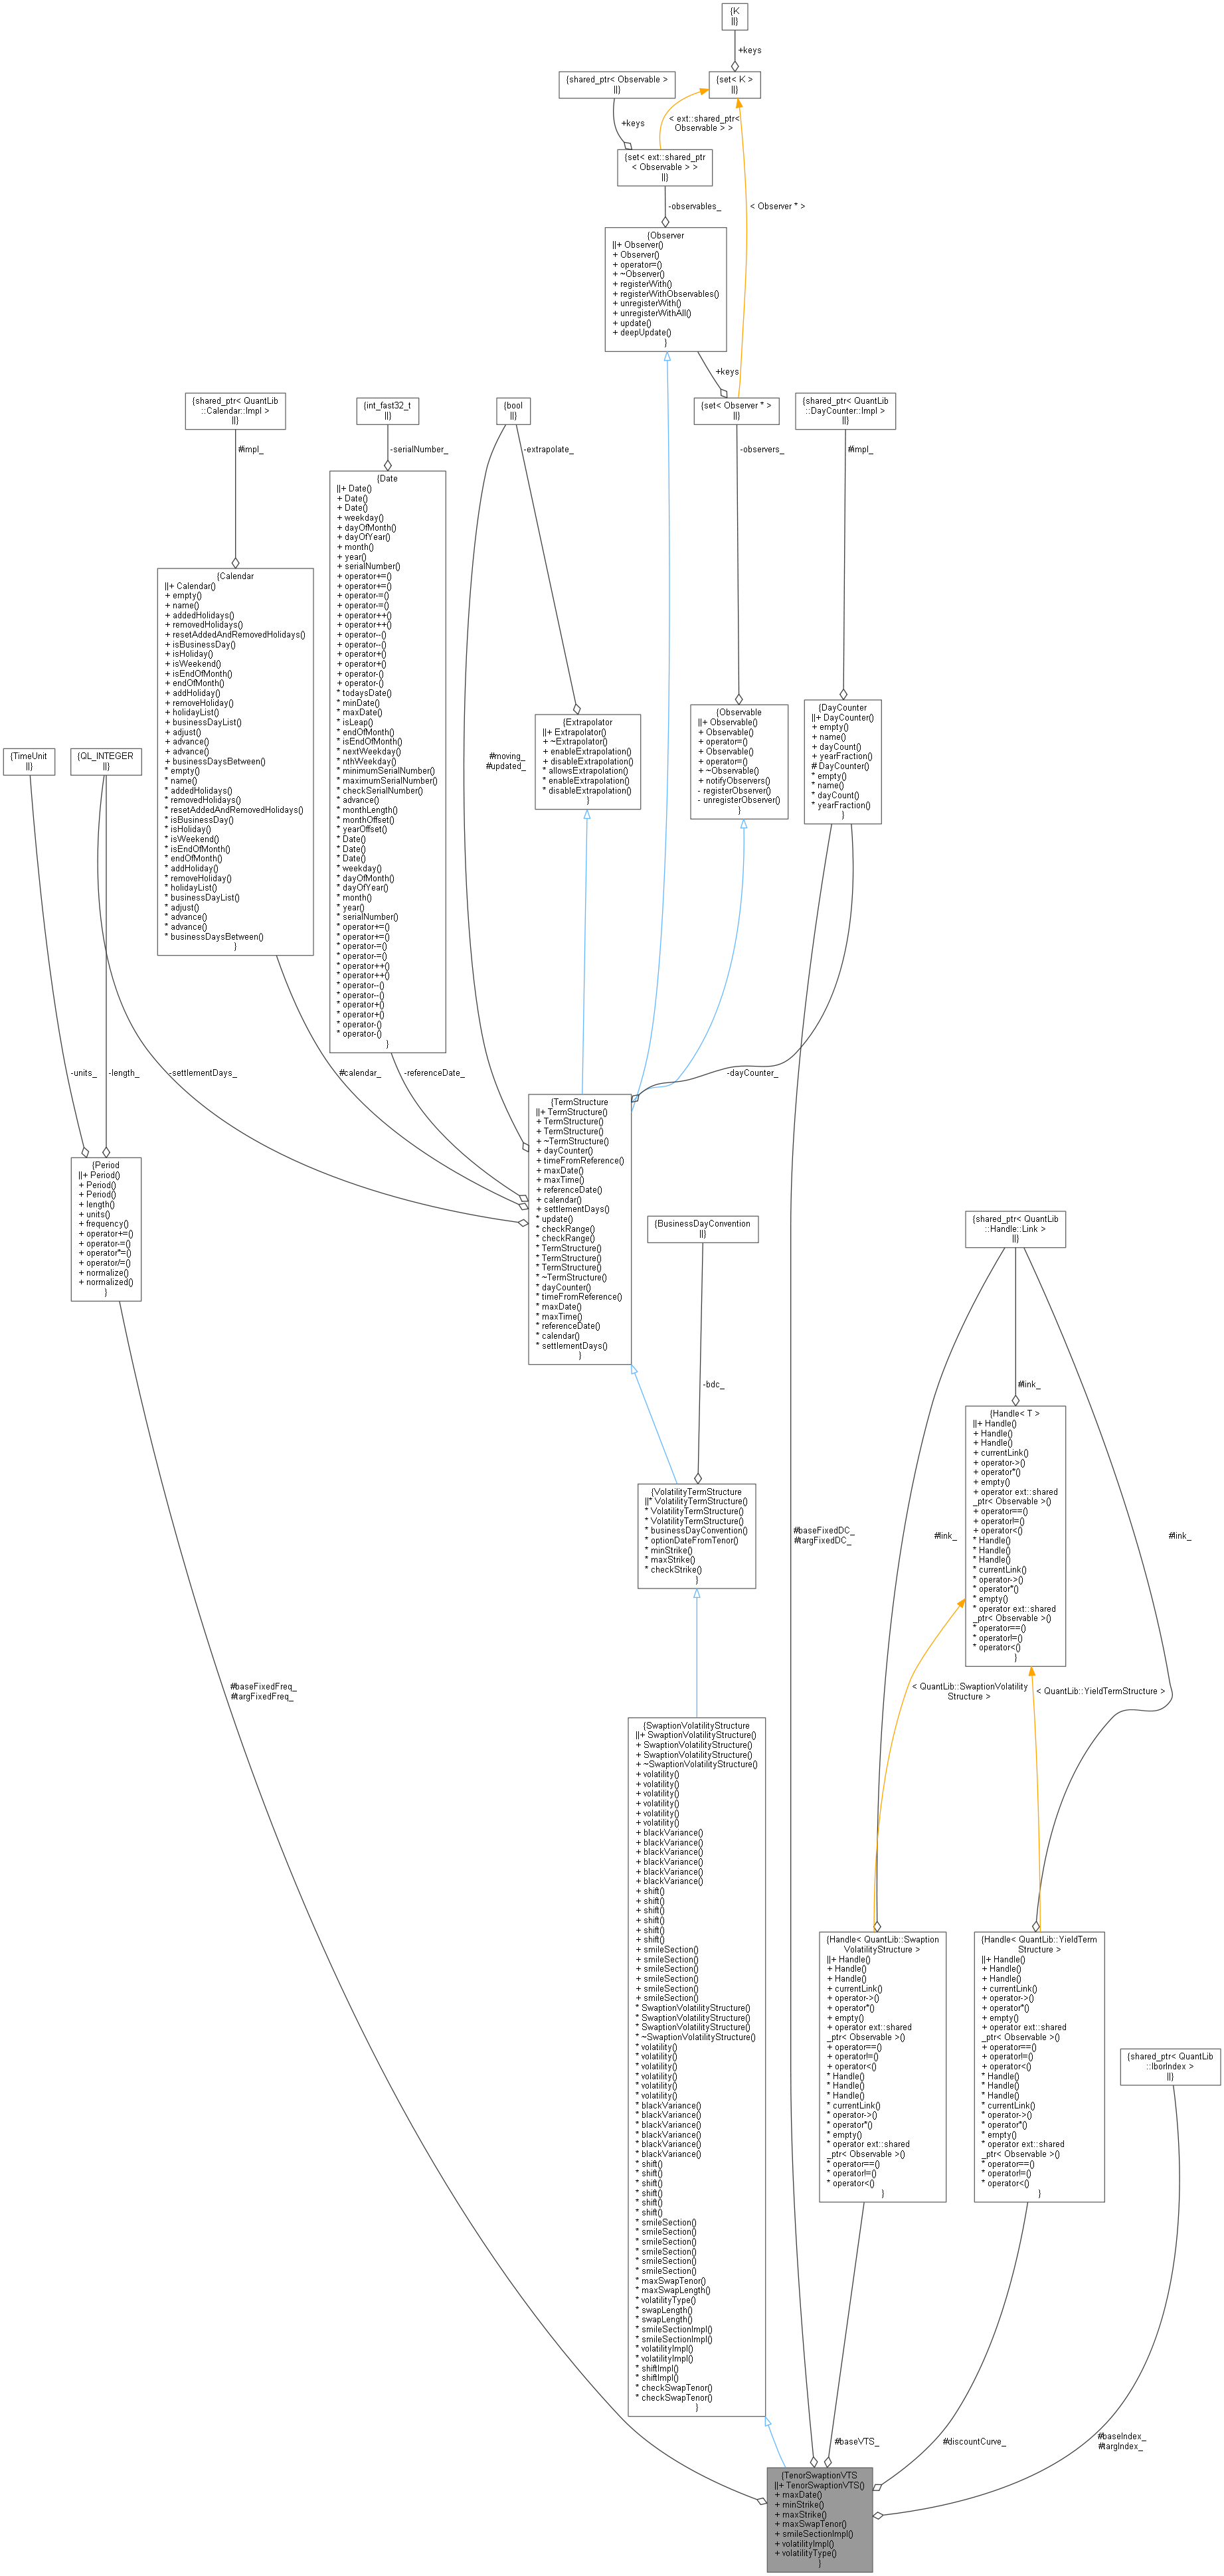 {K
||}
+keys
{shared_ptr< Observable >
||}
{set< K >
||}
+keys
< ext::shared_ptr<
Observable > >
{set< ext::shared_ptr
< Observable > >
||}
-observables_
< Observer * >
{Observer
||+ Observer()
+ Observer()
+ operator=()
+ ~Observer()
+ registerWith()
+ registerWithObservables()
+ unregisterWith()
+ unregisterWithAll()
+ update()
+ deepUpdate()
}
+keys
{shared_ptr< QuantLib
::Calendar::Impl >
||}
{int_fast32_t
||}
{bool
||}
{set< Observer * >
||}
{shared_ptr< QuantLib
::DayCounter::Impl >
||}
#impl_
-serialNumber_
-extrapolate_
-observers_
#impl_
{Date
||+ Date()
+ Date()
+ Date()
+ weekday()
+ dayOfMonth()
+ dayOfYear()
+ month()
+ year()
+ serialNumber()
+ operator+=()
+ operator+=()
+ operator-=()
+ operator-=()
+ operator++()
+ operator++()
+ operator--()
+ operator--()
+ operator+()
+ operator+()
+ operator-()
+ operator-()
* todaysDate()
* minDate()
* maxDate()
* isLeap()
* endOfMonth()
* isEndOfMonth()
* nextWeekday()
* nthWeekday()
* minimumSerialNumber()
* maximumSerialNumber()
* checkSerialNumber()
* advance()
* monthLength()
* monthOffset()
* yearOffset()
* Date()
* Date()
* Date()
* weekday()
* dayOfMonth()
* dayOfYear()
* month()
* year()
* serialNumber()
* operator+=()
* operator+=()
* operator-=()
* operator-=()
* operator++()
* operator++()
* operator--()
* operator--()
* operator+()
* operator+()
* operator-()
* operator-()
}
{Calendar
||+ Calendar()
+ empty()
+ name()
+ addedHolidays()
+ removedHolidays()
+ resetAddedAndRemovedHolidays()
+ isBusinessDay()
+ isHoliday()
+ isWeekend()
+ isEndOfMonth()
+ endOfMonth()
+ addHoliday()
+ removeHoliday()
+ holidayList()
+ businessDayList()
+ adjust()
+ advance()
+ advance()
+ businessDaysBetween()
* empty()
* name()
* addedHolidays()
* removedHolidays()
* resetAddedAndRemovedHolidays()
* isBusinessDay()
* isHoliday()
* isWeekend()
* isEndOfMonth()
* endOfMonth()
* addHoliday()
* removeHoliday()
* holidayList()
* businessDayList()
* adjust()
* advance()
* advance()
* businessDaysBetween()
}
{TimeUnit
||}
{QL_INTEGER
||}
#moving_
#updated_
{Extrapolator
||+ Extrapolator()
+ ~Extrapolator()
+ enableExtrapolation()
+ disableExtrapolation()
* allowsExtrapolation()
* enableExtrapolation()
* disableExtrapolation()
}
{Observable
||+ Observable()
+ Observable()
+ operator=()
+ Observable()
+ operator=()
+ ~Observable()
+ notifyObservers()
- registerObserver()
- unregisterObserver()
}
{DayCounter
||+ DayCounter()
+ empty()
+ name()
+ dayCount()
+ yearFraction()
# DayCounter()
* empty()
* name()
* dayCount()
* yearFraction()
}
-units_
-length_
-settlementDays_
#calendar_
-referenceDate_
-dayCounter_
{Period
||+ Period()
+ Period()
+ Period()
+ length()
+ units()
+ frequency()
+ operator+=()
+ operator-=()
+ operator*=()
+ operator/=()
+ normalize()
+ normalized()
}
{TermStructure
||+ TermStructure()
+ TermStructure()
+ TermStructure()
+ ~TermStructure()
+ dayCounter()
+ timeFromReference()
+ maxDate()
+ maxTime()
+ referenceDate()
+ calendar()
+ settlementDays()
* update()
* checkRange()
* checkRange()
* TermStructure()
* TermStructure()
* TermStructure()
* ~TermStructure()
* dayCounter()
* timeFromReference()
* maxDate()
* maxTime()
* referenceDate()
* calendar()
* settlementDays()
}
{BusinessDayConvention
||}
-bdc_
{shared_ptr< QuantLib
::Handle::Link >
||}
#link_
{VolatilityTermStructure
||* VolatilityTermStructure()
* VolatilityTermStructure()
* VolatilityTermStructure()
* businessDayConvention()
* optionDateFromTenor()
* minStrike()
* maxStrike()
* checkStrike()
}
#baseFixedDC_
#targFixedDC_
#link_
{Handle< T >
||+ Handle()
+ Handle()
+ Handle()
+ currentLink()
+ operator->()
+ operator*()
+ empty()
+ operator ext::shared
_ptr< Observable >()
+ operator==()
+ operator!=()
+ operator<()
* Handle()
* Handle()
* Handle()
* currentLink()
* operator->()
* operator*()
* empty()
* operator ext::shared
_ptr< Observable >()
* operator==()
* operator!=()
* operator<()
}
#link_
#baseFixedFreq_
#targFixedFreq_
< QuantLib::SwaptionVolatility
Structure >
< QuantLib::YieldTermStructure >
{SwaptionVolatilityStructure
||+ SwaptionVolatilityStructure()
+ SwaptionVolatilityStructure()
+ SwaptionVolatilityStructure()
+ ~SwaptionVolatilityStructure()
+ volatility()
+ volatility()
+ volatility()
+ volatility()
+ volatility()
+ volatility()
+ blackVariance()
+ blackVariance()
+ blackVariance()
+ blackVariance()
+ blackVariance()
+ blackVariance()
+ shift()
+ shift()
+ shift()
+ shift()
+ shift()
+ shift()
+ smileSection()
+ smileSection()
+ smileSection()
+ smileSection()
+ smileSection()
+ smileSection()
* SwaptionVolatilityStructure()
* SwaptionVolatilityStructure()
* SwaptionVolatilityStructure()
* ~SwaptionVolatilityStructure()
* volatility()
* volatility()
* volatility()
* volatility()
* volatility()
* volatility()
* blackVariance()
* blackVariance()
* blackVariance()
* blackVariance()
* blackVariance()
* blackVariance()
* shift()
* shift()
* shift()
* shift()
* shift()
* shift()
* smileSection()
* smileSection()
* smileSection()
* smileSection()
* smileSection()
* smileSection()
* maxSwapTenor()
* maxSwapLength()
* volatilityType()
* swapLength()
* swapLength()
* smileSectionImpl()
* smileSectionImpl()
* volatilityImpl()
* volatilityImpl()
* shiftImpl()
* shiftImpl()
* checkSwapTenor()
* checkSwapTenor()
}
{Handle< QuantLib::Swaption
VolatilityStructure >
||+ Handle()
+ Handle()
+ Handle()
+ currentLink()
+ operator->()
+ operator*()
+ empty()
+ operator ext::shared
_ptr< Observable >()
+ operator==()
+ operator!=()
+ operator<()
* Handle()
* Handle()
* Handle()
* currentLink()
* operator->()
* operator*()
* empty()
* operator ext::shared
_ptr< Observable >()
* operator==()
* operator!=()
* operator<()
}
{Handle< QuantLib::YieldTerm
Structure >
||+ Handle()
+ Handle()
+ Handle()
+ currentLink()
+ operator->()
+ operator*()
+ empty()
+ operator ext::shared
_ptr< Observable >()
+ operator==()
+ operator!=()
+ operator<()
* Handle()
* Handle()
* Handle()
* currentLink()
* operator->()
* operator*()
* empty()
* operator ext::shared
_ptr< Observable >()
* operator==()
* operator!=()
* operator<()
}
{shared_ptr< QuantLib
::IborIndex >
||}
#baseVTS_
#discountCurve_
#baseIndex_
#targIndex_
{TenorSwaptionVTS
||+ TenorSwaptionVTS()
+ maxDate()
+ minStrike()
+ maxStrike()
+ maxSwapTenor()
+ smileSectionImpl()
+ volatilityImpl()
+ volatilityType()
}